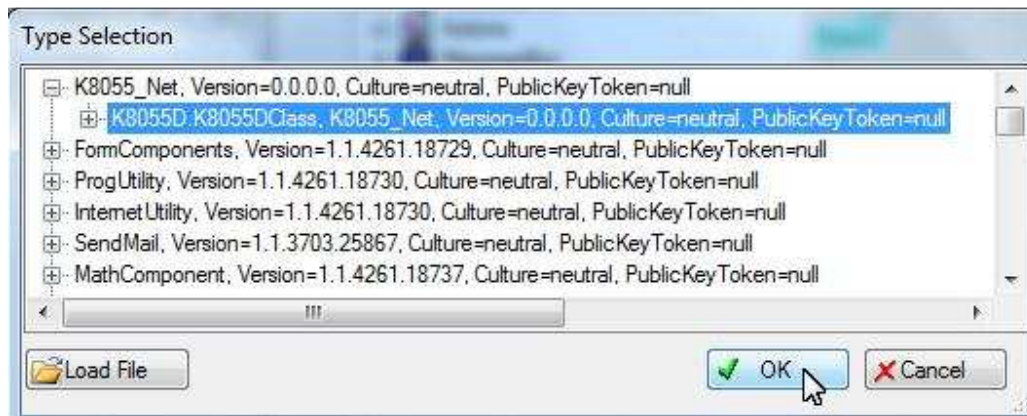 Type Selection
K8055_Net, Version=0.0.0.0, Culture=neutral, PublicKeyToken=null
K8055D.K8055DClass, K8055_Net, Version=0.0.0.0, Culture=neutral, PublicKeyToken=null
FormComponents, Version=1.1.4261.18729, Culture=neutral, PublicKeyToken=null
ProgUtility, Version=1.1.4261.18730, Culture=neutral, PublicKeyToken=null
InternetUtility, Version=1.1.4261.18730, Culture=neutral, PublicKeyToken=null
SendMail, Version=1.1.3703.25867, Culture=neutral, PublicKeyToken=null
MathComponent, Version=1.1.4261.18737, Culture=neutral, PublicKeyToken=null
Load File OK Cancel